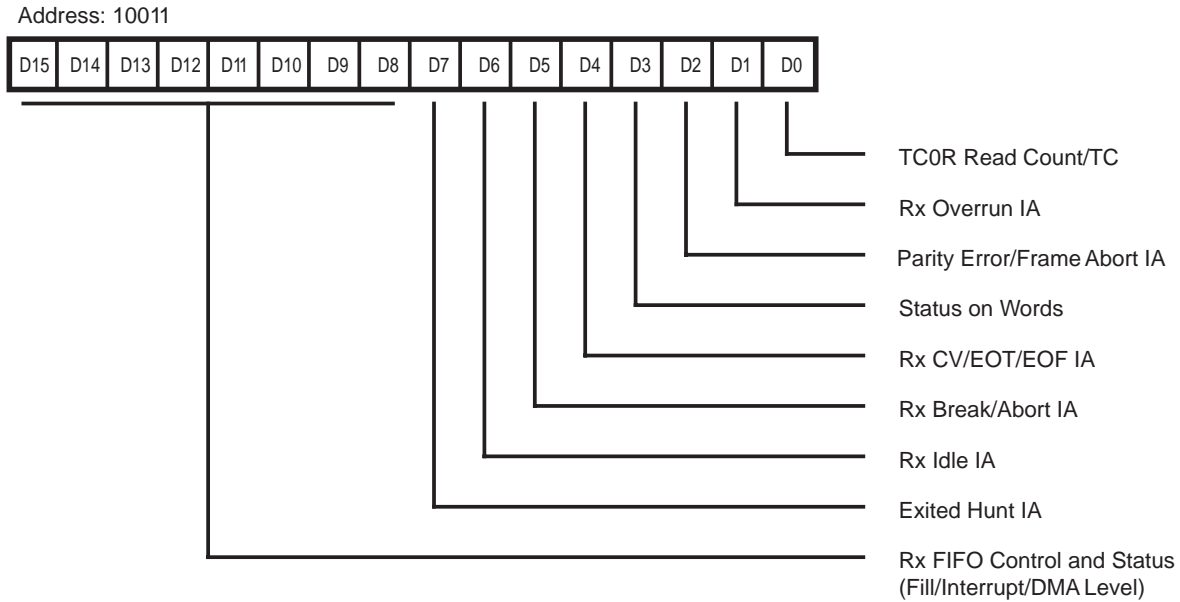 Address: 10011
D15 D14 D13 D12 D11 D10 D9 D8 D7 D6 D5 D4 D3 D2 D1 D0
TC0R Read Count/TC
Rx Overrun IA
Parity Error/Frame Abort IA
Status on Words
Rx CV/EOT/EOF IA
Rx Break/Abort IA
Rx Idle IA
Exited Hunt IA
Rx FIFO Control and Status
(Fill/Interrupt/DMA Level)